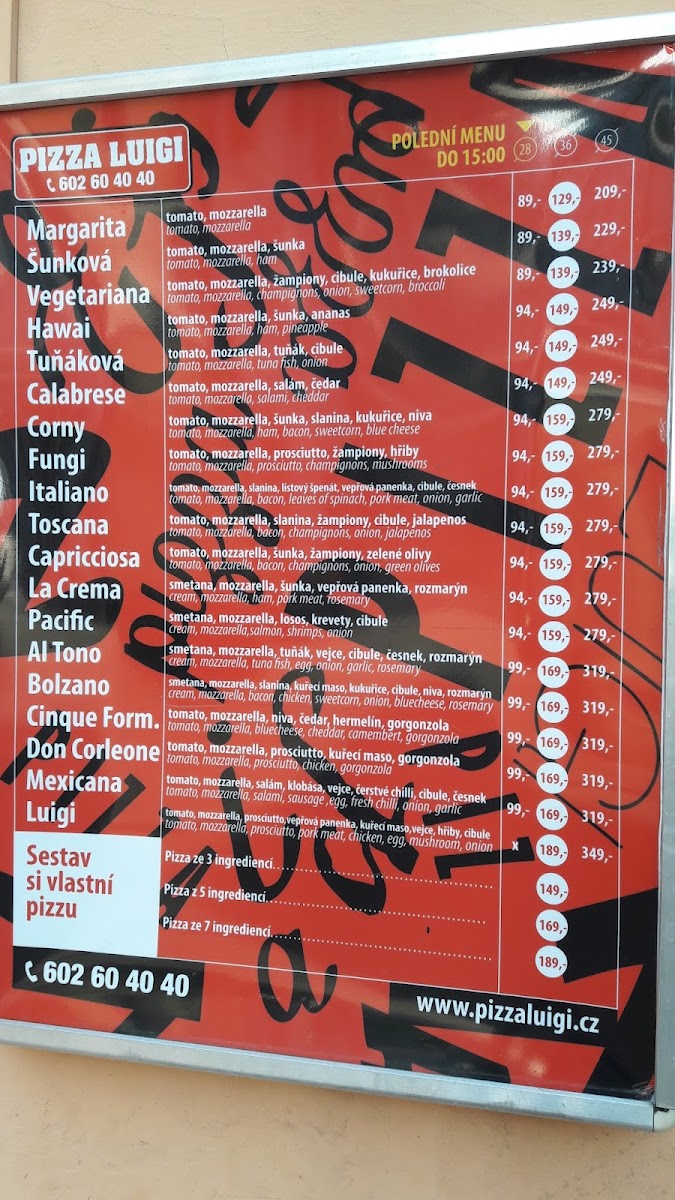 PIZZA LUIGI
602 60 40 40
POLEDNÍ MENU
DO 15:00
28 36 45
Margarita
tomato, mozzarella
tomato, mozzarella
89,- 129,- 209,-
Šunková
tomato, mozzarella, šunka
tomato, mozzarella, ham
89,- 139,- 229,-
Vegetariana
tomato, mozzarella, žampiony, cibule, kukuřice, brokolice
tomato, mozzarella, champignons, onion, sweetcorn, broccoli
89,- 139,- 239,-
Hawai
tomato, mozzarella, šunka, ananas
tomato, mozzarella, ham, pineapple
94,- 149,- 249,-
Tuňáková
tomato, mozzarella, tuňák, cibule
tomato, mozzarella, tuna fish, onion
94,- 149,- 249,-
Calabrese
tomato, mozzarella, salám, čedar
tomato, mozzarella, salami, cheddar
94,- 149,- 249,-
Corny
tomato, mozzarella, šunka, slanina, kukuřice, niva
tomato, mozzarella, ham, bacon, sweetcorn, blue cheese
94,- 159,- 279,-
Fungi
tomato, mozzarella, prosciutto, žampiony, hřiby
tomato, mozzarella, prosciutto, champignons, mushrooms
94,- 159,- 279,-
Italiano
tomato, mozzarella, slanina, listový špenát, vepřová panenka, cibule, česnek
tomato, mozzarella, bacon, leaves of spinach, pork meat, onion, garlic
94,- 159,- 279,-
Toscana
tomato, mozzarella, slanina, žampiony, cibule, jalapenos
tomato, mozzarella, bacon, champignons, onion, jalapenos
94,- 159,- 279,-
Capricciosa
tomato, mozzarella, šunka, žampiony, zelené olivy
tomato, mozzarella, bacon, champignons, onion, green olives
94,- 159,- 279,-
La Crema
smetana, mozzarella, šunka, vepřová panenka, rozmarýn
cream, mozzarella, ham, pork meat, rosemary
94,- 159,- 279,-
Pacific
smetana, mozzarella, losos, krevety, cibule
cream, mozzarella,salmon, shrimps, onion
94,- 159,- 279,-
Al Tono
smetana, mozzarella, tuňák, vejce, cibule, česnek, rozmarýn
cream, mozzarella, tuna fish, egg, onion, garlic, rosemary
99,- 169,- 319,-
Bolzano
smetana, mozzarella, slanina, kuřecí maso, kukuřice, cibule, niva, rozmarýn
cream, mozzarella, bacon, chicken, sweetcorn, onion, bluecheese, rosemary
99,- 169,- 319,-
Cinque Form.
tomato, mozzarella, niva, čedar, hermelín, gorgonzola
tomato, mozzarella, bluecheese, cheddar, camembert, gorgonzola
99,- 169,- 319,-
Don Corleone
tomato, mozzarella, prosciutto, kuřecí maso, gorgonzola
tomato, mozzarella, prosciutto, chicken, gorgonzola
99,- 169,- 319,-
Mexicana
tomato, mozzarella, salám, klobása, vejce, čerstvé chilli, cibule, česnek
tomato, mozzarella, salami, sausage ,egg, fresh chilli, onion, garlic
99,- 169,- 319,-
Luigi
tomato, mozzarella, prosciutto,vepřová panenka, kuřecí maso,vejce, hřiby, cibule
tomato, mozzarella, prosciutto, pork meat, chicken, egg, mushroom, onion
x 189,- 349,-
Sestav
si vlastní
pizzu
Pizza ze 3 ingrediencí 149,-
Pizza z 5 ingrediencí 169,-
Pizza ze 7 ingrediencí 189,-
602 60 40 40
www.pizzaluigi.cz